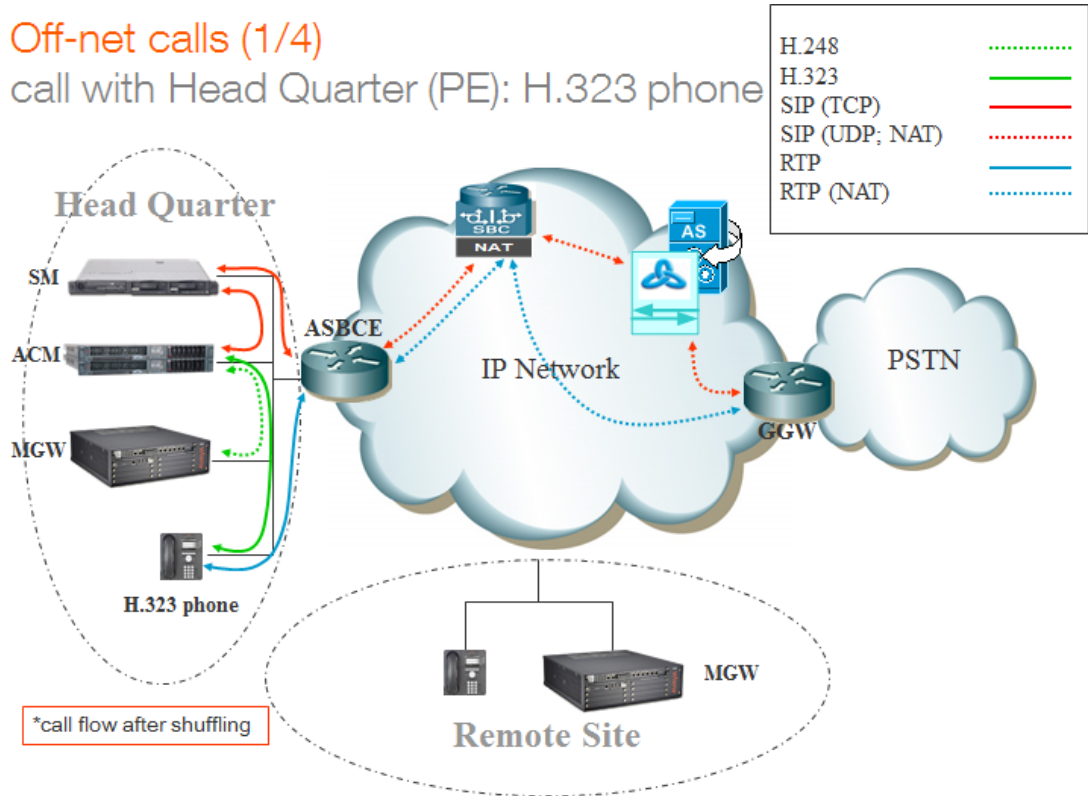 Off-net calls (1/4)
call with Head Quarter (PE): H.323 phone
H.248
H.323
SIP (TCP)
SIP (UDP; NAT)
RTP
RTP (NAT)
Head Quarter
SM
ACM
MGW
H.323 phone
ASBCE
SBC
NAT
AS
IP Network
GGW
PSTN
MGW
Remote Site
*call flow after shuffling